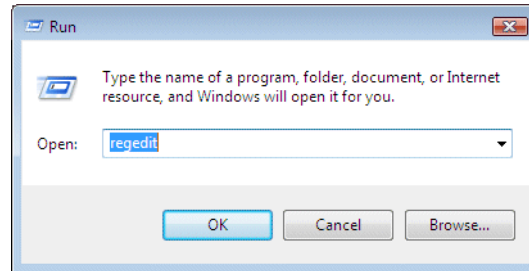 Run
Type the name of a program, folder, document, or Internet
resource, and Windows will open it for you.
Open: regedit
OK Cancel Browse...